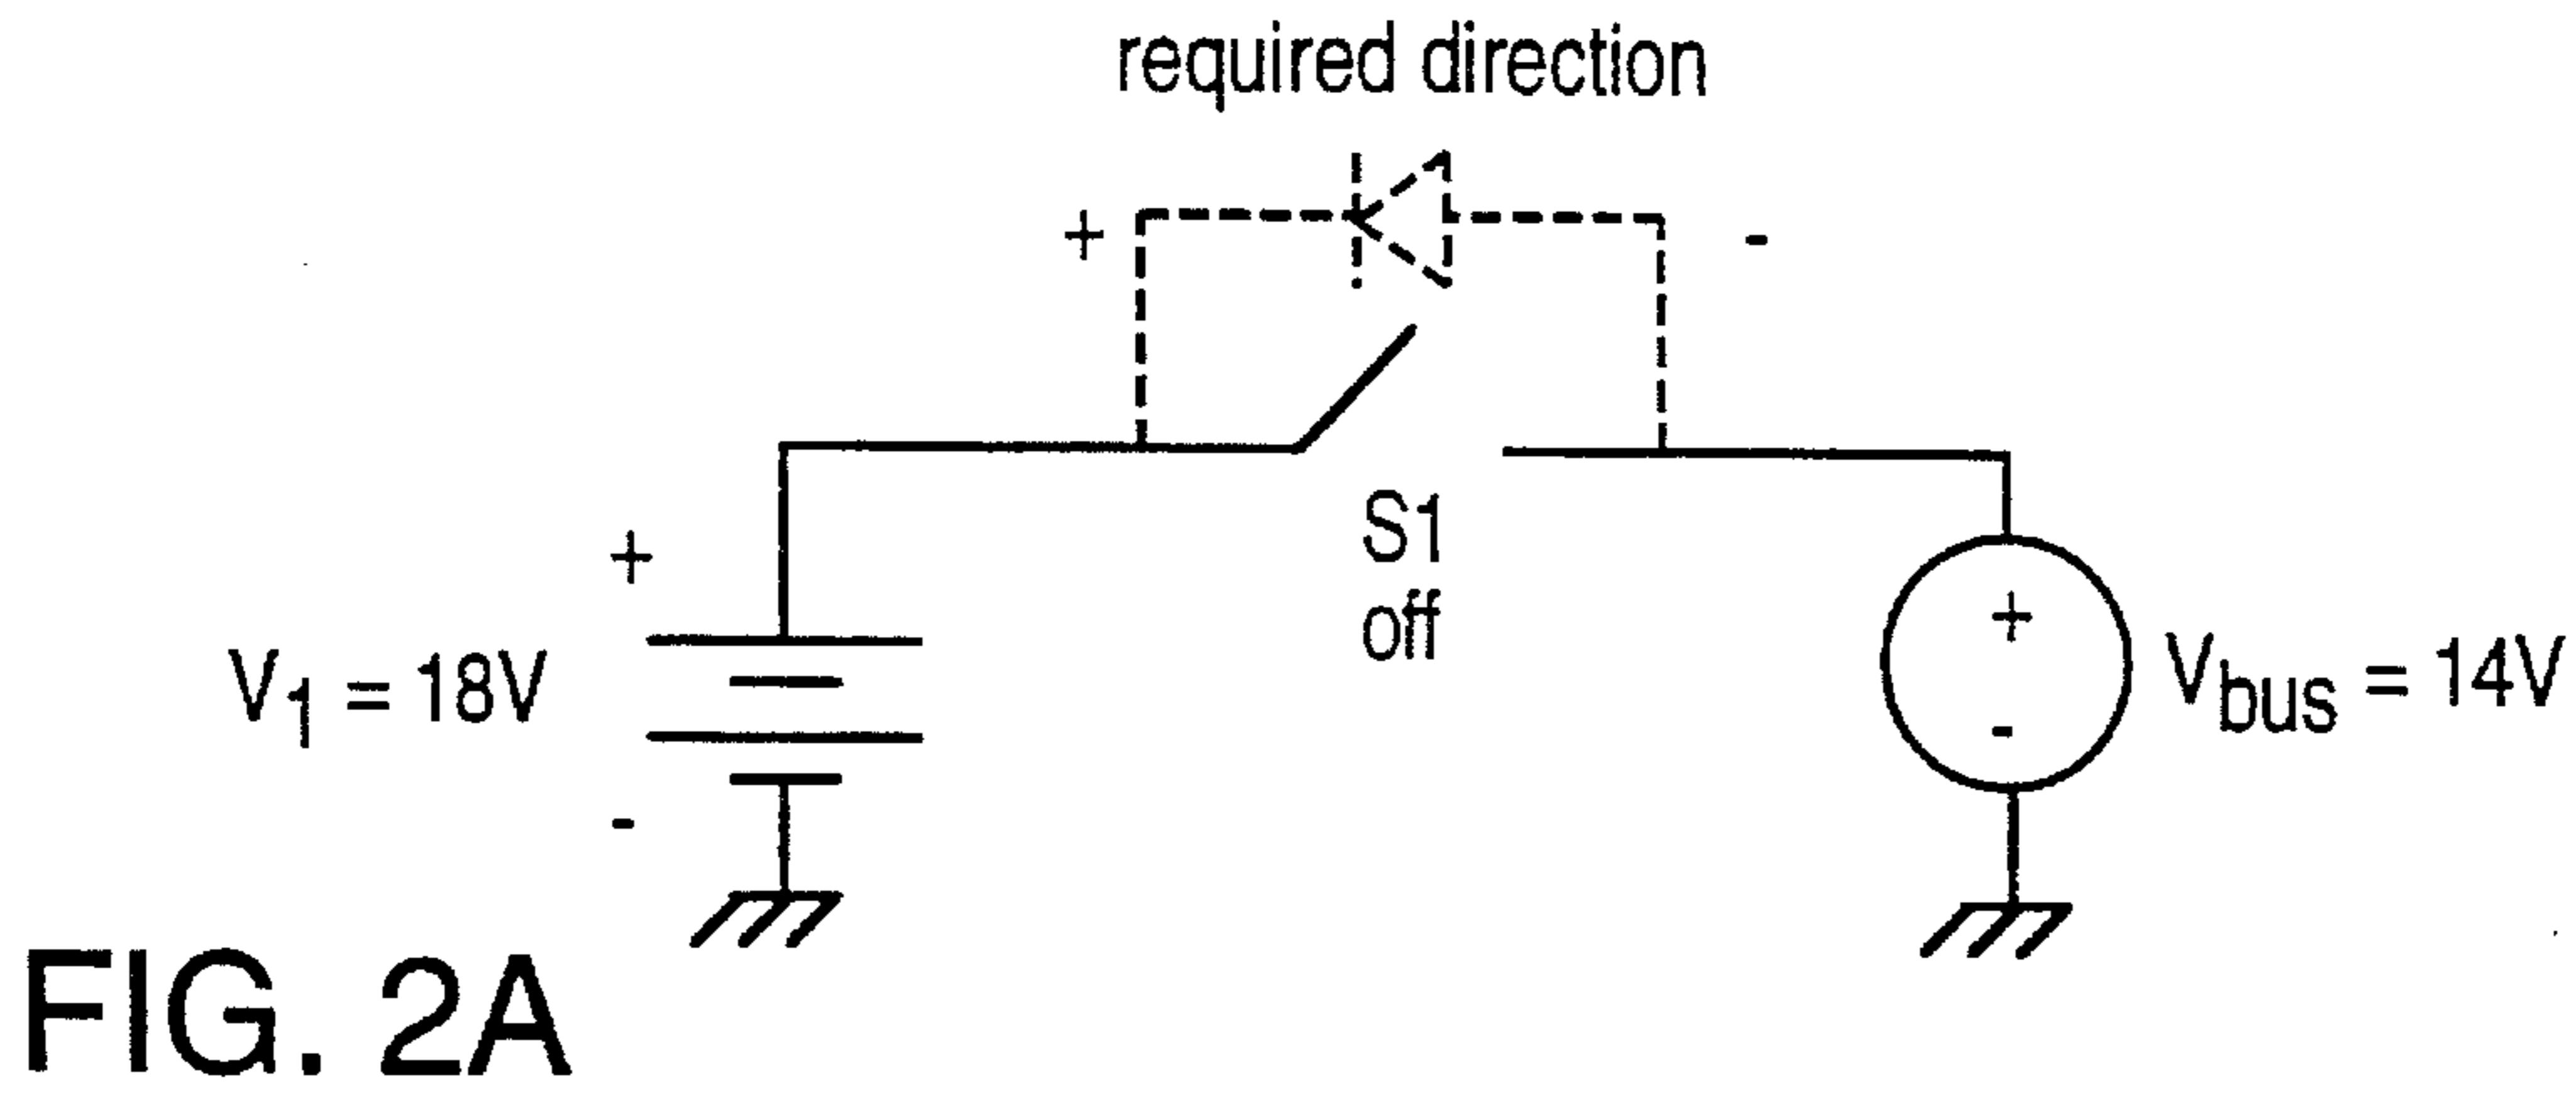 required direction
+ -
+
S1
off
V1 = 18V
+
-
Vbus = 14V
-
FIG. 2A